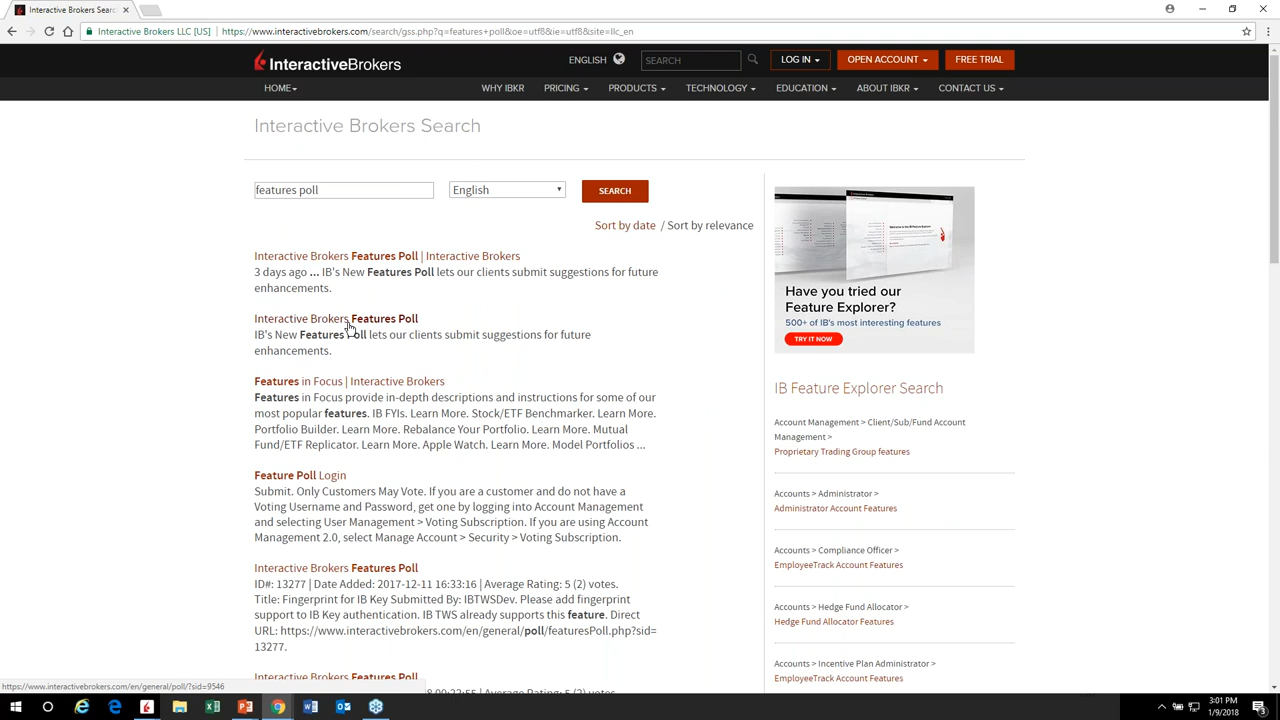 Interactive Brokers Searc
Interactive Brokers LLC [US]
https://www.interactivebrokers.com/search/gss.php?q=features+poll&oe=utf8&ie=utf8&site=llc_en
InteractiveBrokers
ENGLISH
SEARCH
LOG IN
OPEN ACCOUNT
FREE TRIAL
HOME
WHY IBKR
PRICING
PRODUCTS
TECHNOLOGY
EDUCATION
ABOUT IBKR
CONTACT US
Interactive Brokers Search
features poll
English
SEARCH
Sort by date / Sort by relevance
Interactive Brokers Features Poll | Interactive Brokers
3 days ago ... IB's New Features Poll lets our clients submit suggestions for future
enhancements.
Interactive Brokers Features Poll
IB's New Features Poll lets our clients submit suggestions for future
enhancements.
Features in Focus | Interactive Brokers
Features in Focus provide in-depth descriptions and instructions for some of our
most popular features. IB FYIs. Learn More. Stock/ETF Benchmarker. Learn More.
Portfolio Builder. Learn More. Rebalance Your Portfolio. Learn More. Mutual
Fund/ETF Replicator. Learn More. Apple Watch. Learn More. Model Portfolios ...
Feature Poll Login
Submit. Only Customers May Vote. If you are a customer and do not have a
Voting Username and Password, get one by logging into Account Management
and selecting User Management > Voting Subscription. If you are using Account
Management 2.0, select Manage Account > Security > Voting Subscription.
Interactive Brokers Features Poll
ID#: 13277 | Date Added: 2017-12-11 16:33:16 | Average Rating: 5 (2) votes.
Title: Fingerprint for IB Key Submitted By: IBTWSDev. Please add fingerprint
support to IB Key authentication. IB TWS already supports this feature. Direct
URL: https://www.interactivebrokers.com/en/general/poll/featuresPoll.php?sid=
13277.
Interactive Brokers Features Poll
Average Rating: 5 (2) votes.
Have you tried our
Feature Explorer?
500+ of IB's most interesting features
TRY IT NOW
IB Feature Explorer Search
Account Management > Client/Sub/Fund Account
Management >
Proprietary Trading Group features
Accounts > Administrator >
Administrator Account Features
Accounts > Compliance Officer >
EmployeeTrack Account Features
Accounts > Hedge Fund Allocator >
Hedge Fund Allocator Features
Accounts > Incentive Plan Administrator >
EmployeeTrack Account Features
https://www.interactivebrokers.com/en/general/poll/?sid=9546
3:01 PM
1/9/2018
3